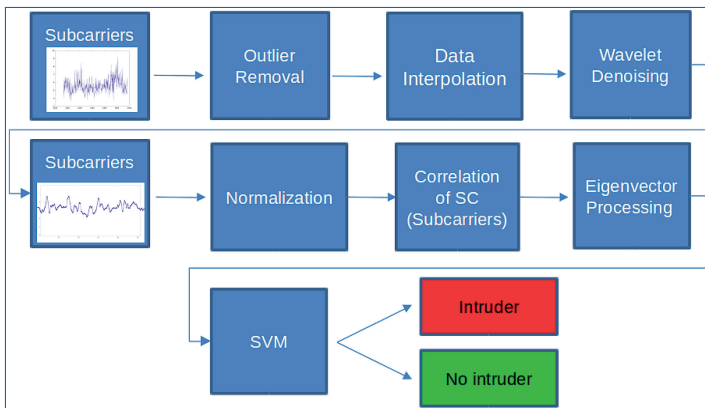 Subcarriers
Outlier
Removal
Data
Interpolation
Wavelet
Denoising
Subcarriers
Normalization
Correlation
of SC
(Subcarriers)
Eigenvector
Processing
SVM
Intruder
No intruder